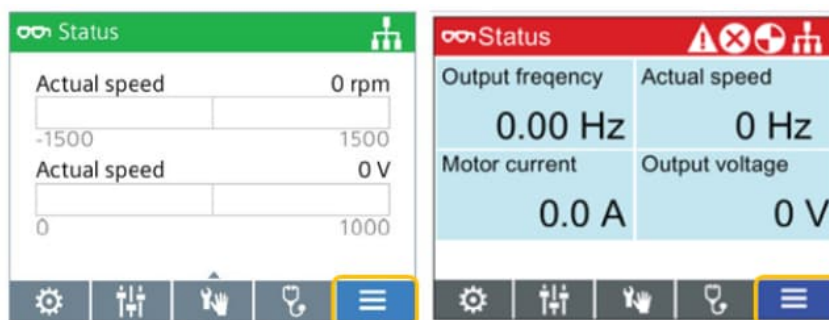 Status
Actual speed 0 rpm
-1500 1500
Actual speed 0 V
0 1000
Status
Output freqency Actual speed
0.00 Hz 0 Hz
Motor current Output voltage
0.0 A 0 V